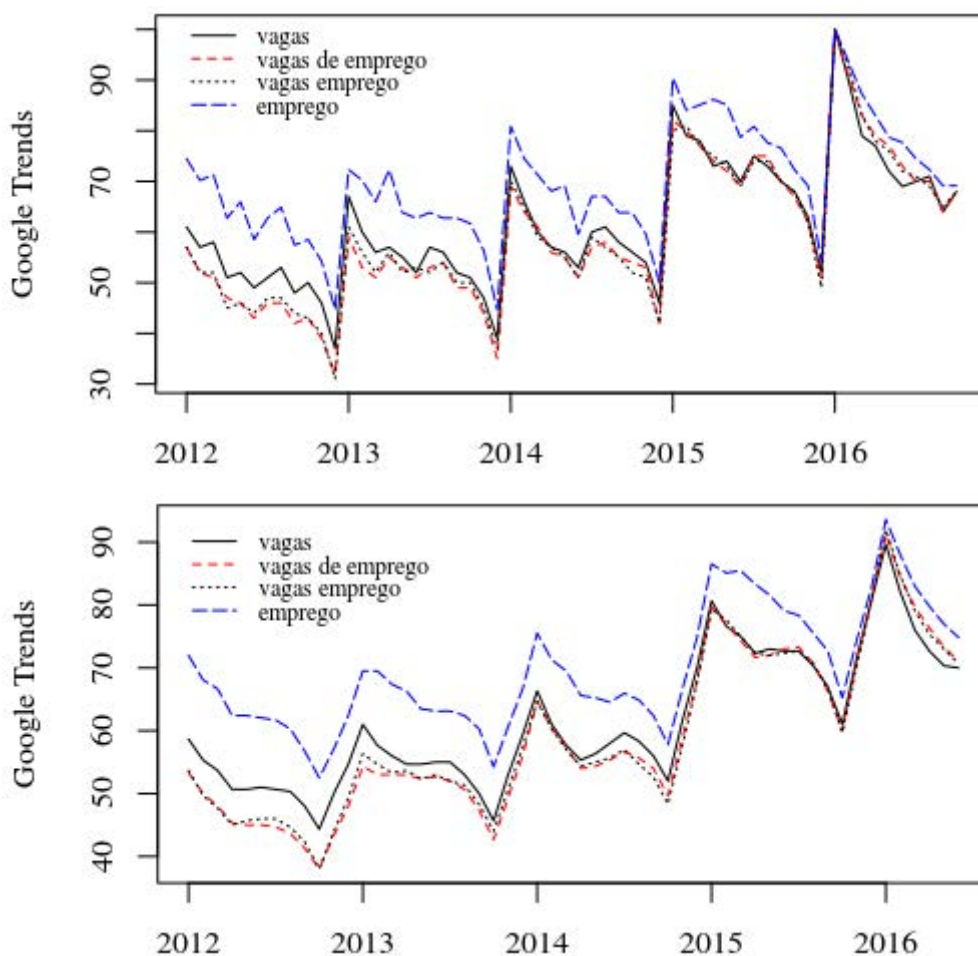 Google Trends
90
70
50
30
vagas
vagas de emprego
vagas emprego
emprego
2012 2013 2014 2015 2016
Google Trends
90
80
70
60
50
40
vagas
vagas de emprego
vagas emprego
emprego
2012 2013 2014 2015 2016